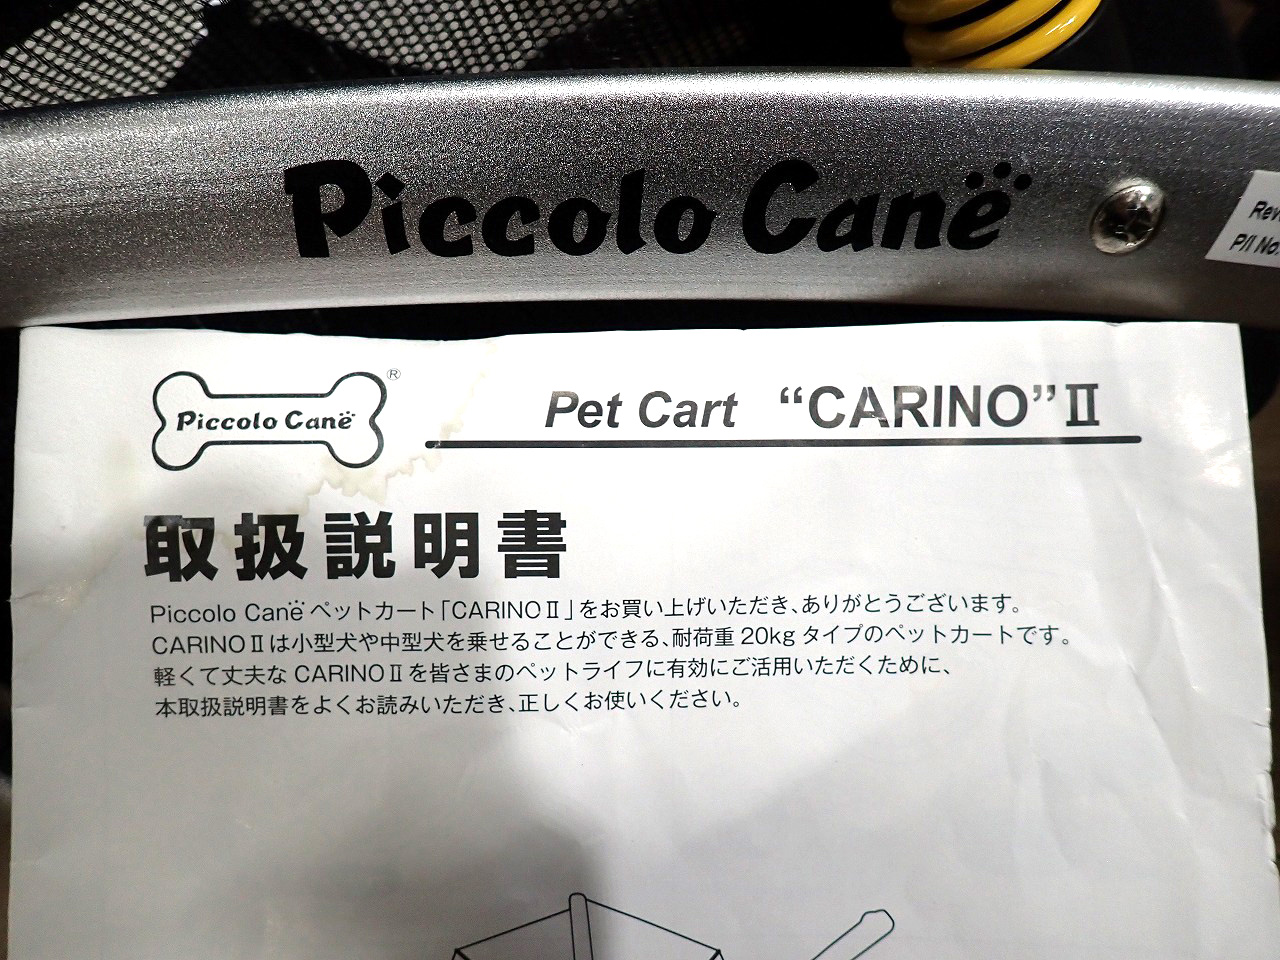 Piccolo Canë
Rev
P/I No.
Piccolo Canë ®
Pet Cart “CARINO” II
取扱説明書
Piccolo Canë ペットカート「CARINO II」をお買い上げいただき、ありがとうございます。
CARINO II は小型犬や中型犬を乗せることができる、耐荷重 20kg タイプのペットカートです。
軽くて丈夫な CARINO II を皆さまのペットライフに有効にご活用いただくために、
本取扱説明書をよくお読みいただき、正しくお使いください。